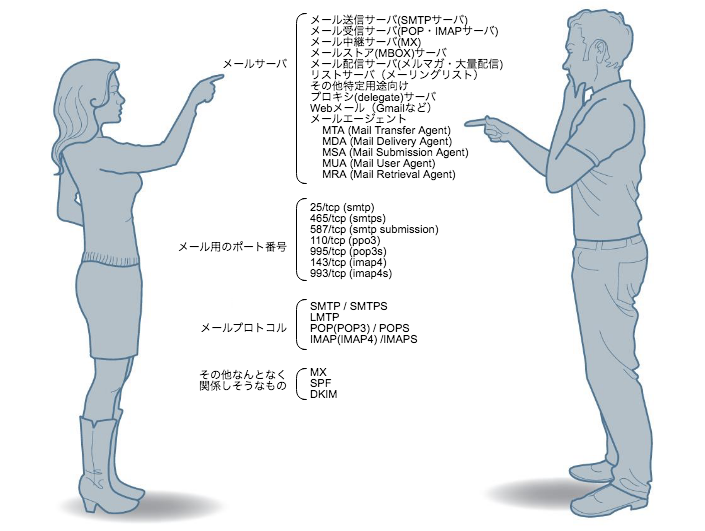 メールサーバ
メール送信サーバ(SMTPサーバ)
メール受信サーバ(POP・IMAPサーバ)
メール中継サーバ(MX)
メールストア(MBOX)サーバ
メール配信サーバ(メルマガ・大量配信)
リストサーバ（メーリングリスト）
その他特定用途向け
プロキシ(delegate)サーバ
Webメール（Gmailなど）
メールエージェント
MTA (Mail Transfer Agent)
MDA (Mail Delivery Agent)
MSA (Mail Submission Agent)
MUA (Mail User Agent)
MRA (Mail Retrieval Agent)
メール用のポート番号
25/tcp (smtp)
465/tcp (smtps)
587/tcp (smtp submission)
110/tcp (ppo3)
995/tcp (pop3s)
143/tcp (imap4)
993/tcp (imap4s)
メールプロトコル
SMTP / SMTPS
LMTP
POP(POP3) / POPS
IMAP(IMAP4) /IMAPS
その他なんとなく
関係しそうなもの
MX
SPF
DKIM